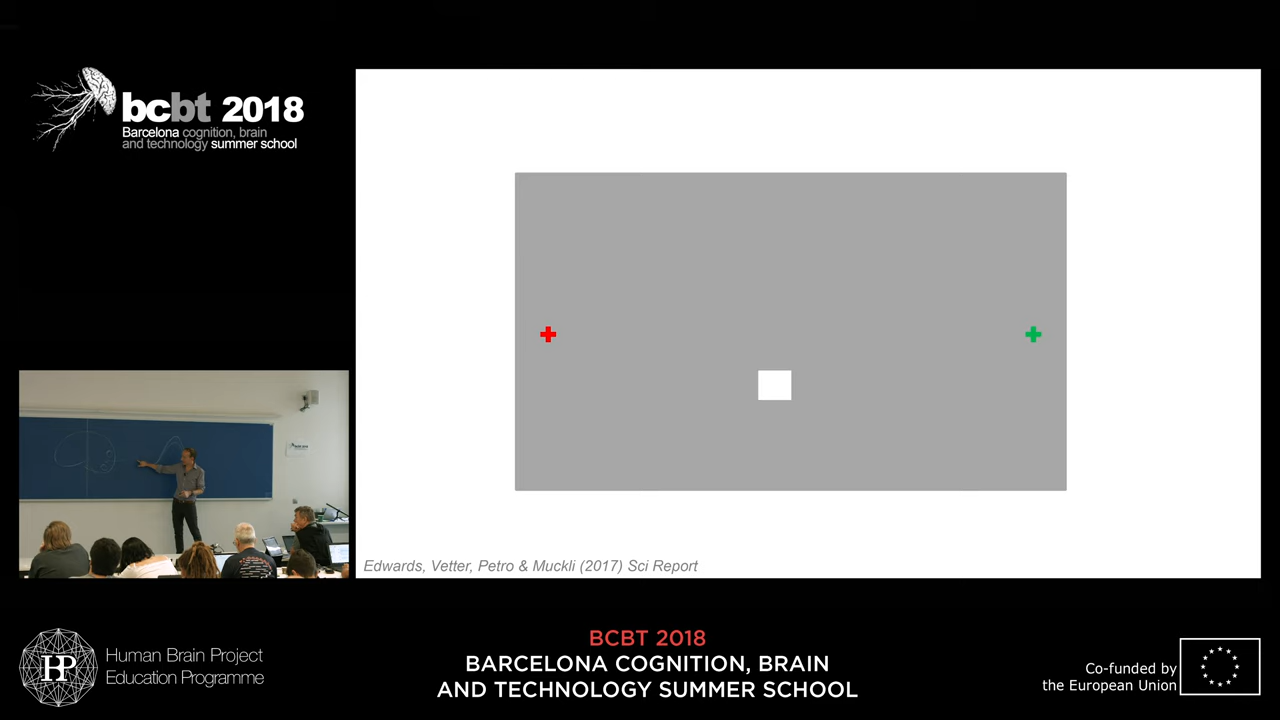 bcbt 2018
Barcelona cognition, brain
and technology summer school
Edwards, Vetter, Petro & Muckli (2017) Sci Report
HP
Human Brain Project
Education Programme
BCBT 2018
BARCELONA COGNITION, BRAIN
AND TECHNOLOGY SUMMER SCHOOL
Co-funded by
the European Union